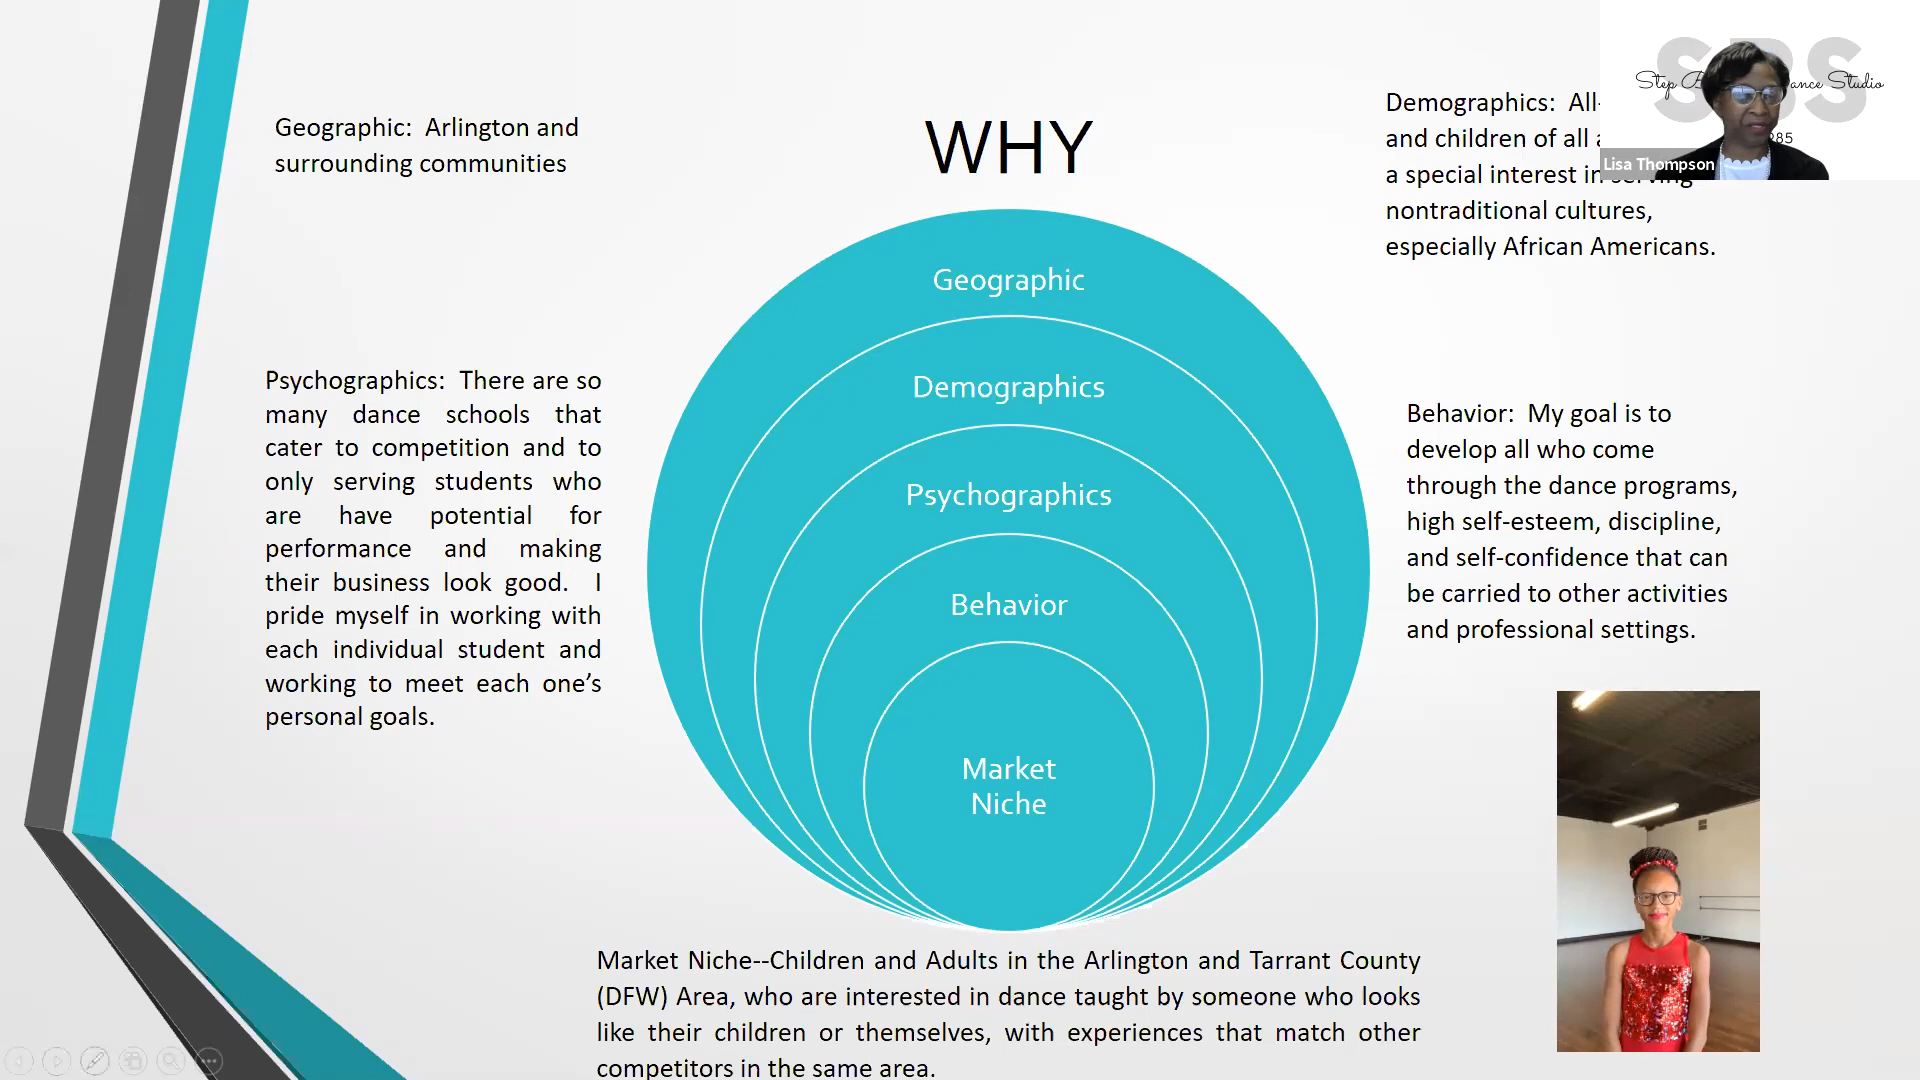 WHY
Geographic: Arlington and
surrounding communities
Demographics: All-
and children of all
a special interest in serving
nontraditional cultures,
especially African Americans.
SBS
Step
Dance Studio
Lisa Thompson
Geographic
Demographics
Psychographics
Behavior
Market
Niche
Psychographics: There are so
many dance schools that
cater to competition and to
only serving students who
are have potential for
performance and making
their business look good. I
pride myself in working with
each individual student and
working to meet each one’s
personal goals.
Behavior: My goal is to
develop all who come
through the dance programs,
high self-esteem, discipline,
and self-confidence that can
be carried to other activities
and professional settings.
Market Niche--Children and Adults in the Arlington and Tarrant County
(DFW) Area, who are interested in dance taught by someone who looks
like their children or themselves, with experiences that match other
competitors in the same area.